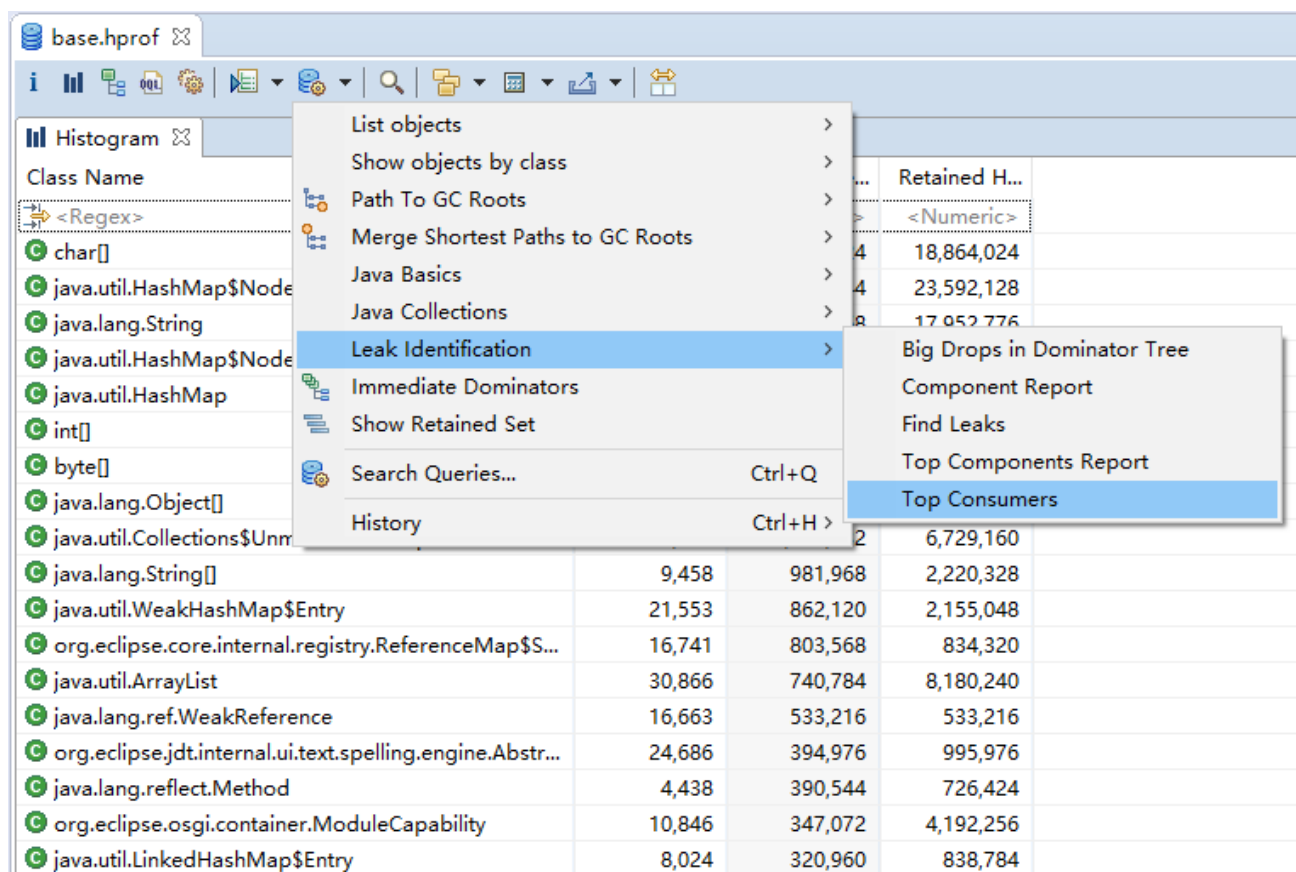 base.hprof
i OQL
List objects
Histogram
Show objects by class
Class Name ... Retained H...
Path To GC Roots
<Regex> > <Numeric>
Merge Shortest Paths to GC Roots
char[] 4 18,864,024
Java Basics
java.util.HashMap$Node 4 23,592,128
Java Collections
java.lang.String 8 17,952,776
Leak Identification
Big Drops in Dominator Tree
java.util.HashMap$Node
Immediate Dominators
Component Report
java.util.HashMap
Show Retained Set
Find Leaks
int[]
Top Components Report
byte[]
Search Queries... Ctrl+Q
Top Consumers
java.lang.Object[]
History Ctrl+H >
java.util.Collections$Unm 2 6,729,160
java.lang.String[] 9,458 981,968 2,220,328
java.util.WeakHashMap$Entry 21,553 862,120 2,155,048
org.eclipse.core.internal.registry.ReferenceMap$S... 16,741 803,568 834,320
java.util.ArrayList 30,866 740,784 8,180,240
java.lang.ref.WeakReference 16,663 533,216 533,216
org.eclipse.jdt.internal.ui.text.spelling.engine.Abstr... 24,686 394,976 995,976
java.lang.reflect.Method 4,438 390,544 726,424
org.eclipse.osgi.container.ModuleCapability 10,846 347,072 4,192,256
java.util.LinkedHashMap$Entry 8,024 320,960 838,784